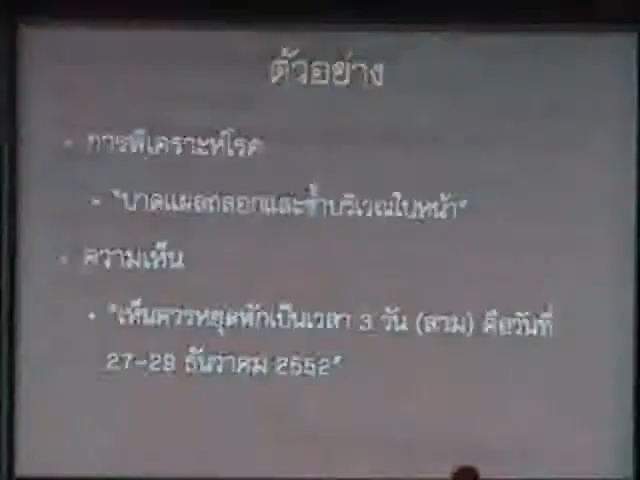 ตัวอย่าง
• การพิเคราะห์โรค
• "บาดแผลถลอกและช้ำบริเวณใบหน้า"
• ความเห็น
• "เห็นควรหยุดพักเป็นเวลา 3 วัน (สาม) คือวันที่
27-29 ธันวาคม 2552"